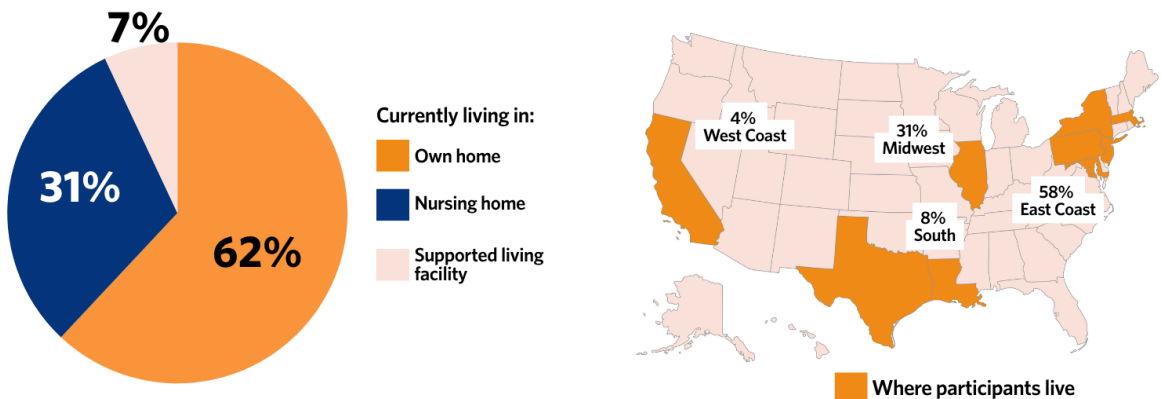 7%
31%
62%
Currently living in:
Own home
Nursing home
Supported living
facility
4%
West Coast
31%
Midwest
58%
East Coast
8%
South
Where participants live